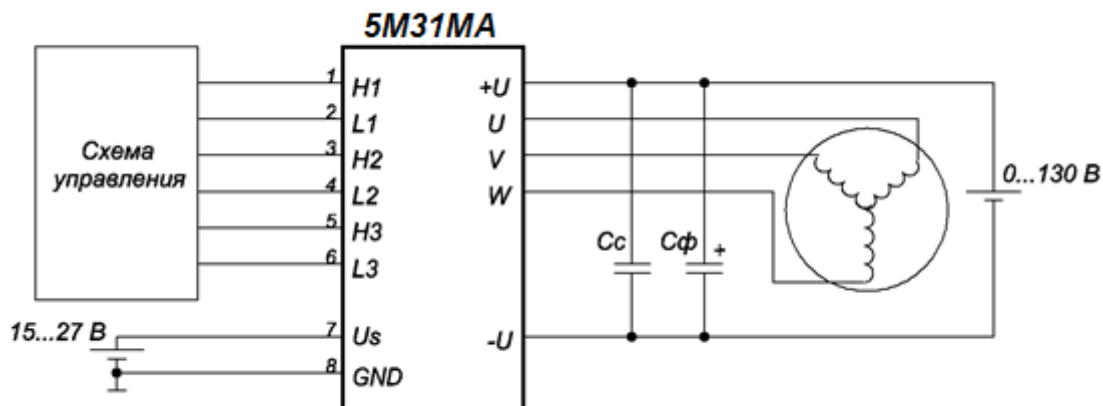 5М31МА
1 H1 +U
2 L1 U
Схема управления
3 H2 V
4 L2 W
0...130 В
5 H3
6 L3
Cс Cф +
15...27 В
7 Us -U
8 GND